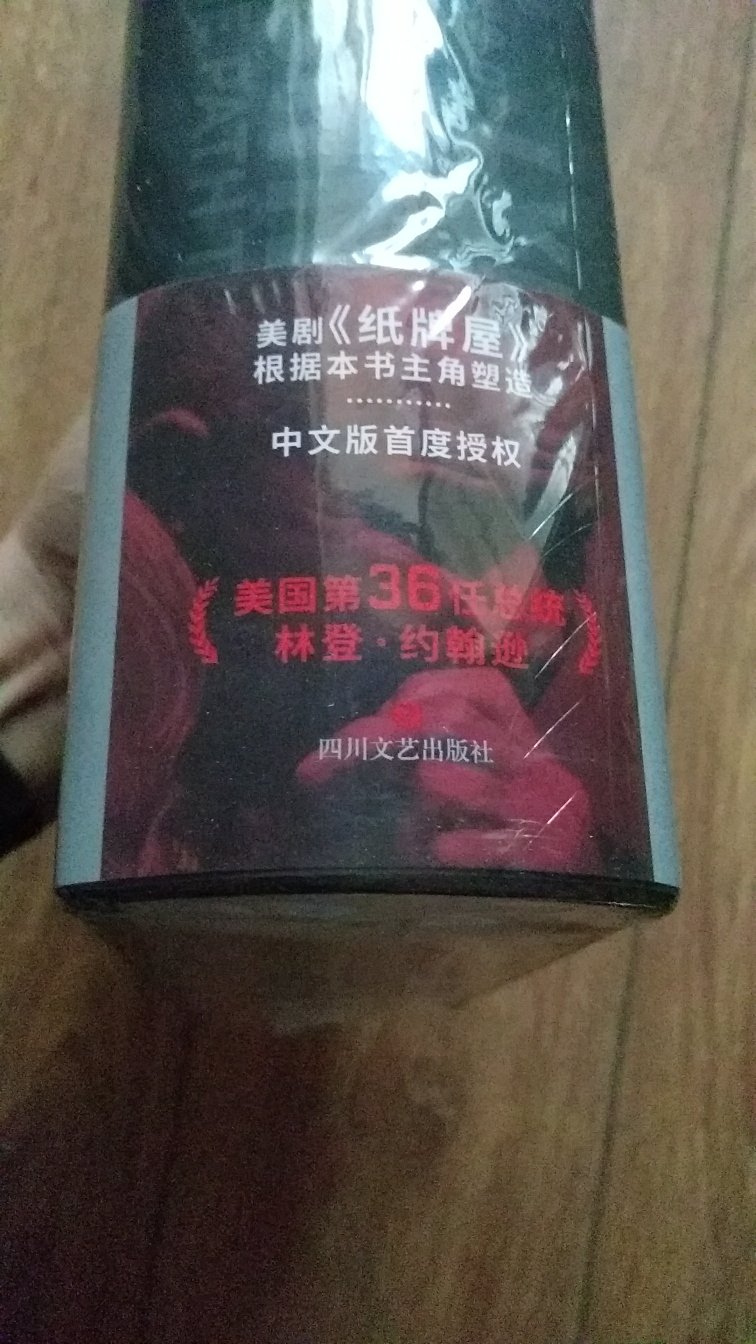 美剧《纸牌屋》
根据本书主角塑造
中文版首度授权
美国第36任总统
林登·约翰逊
四川文艺出版社